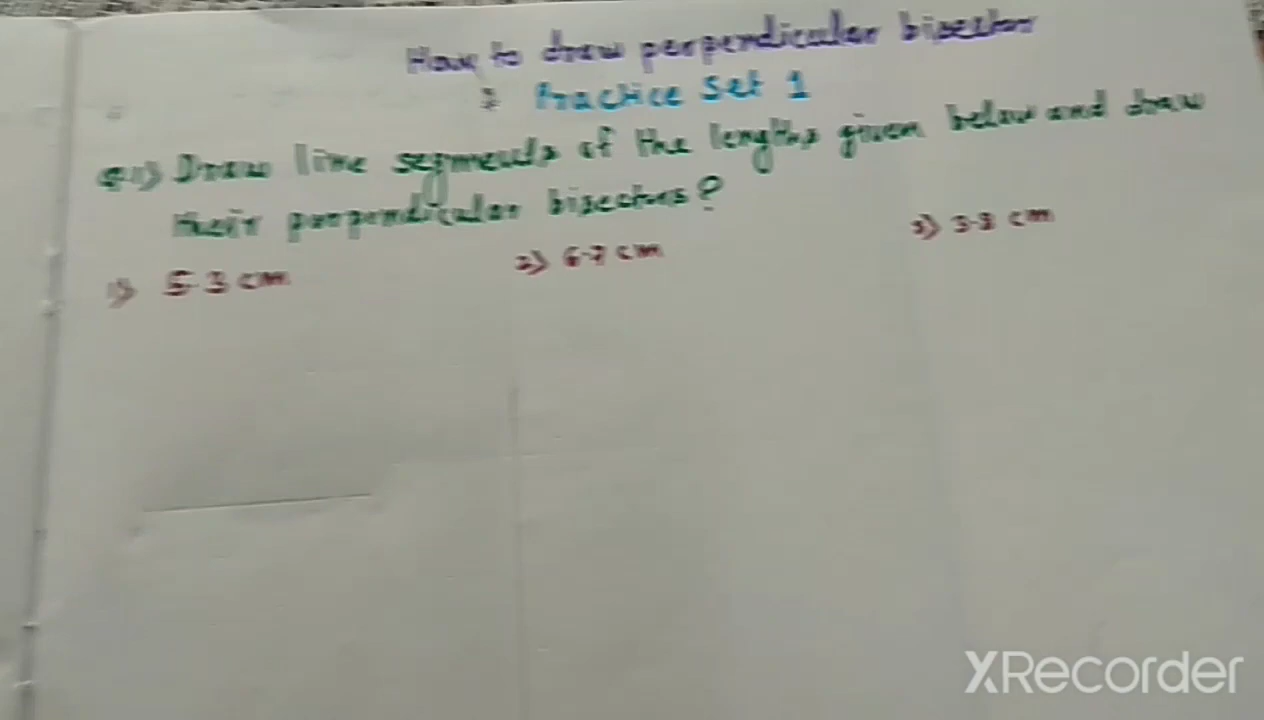 How to draw perpendicular bisector
: Practice Set 1
Q.1) Draw line segments of the lengths given below and draw
their perpendicular bisectors?
1) 5.3 cm 2) 6.7 cm 3) 3.8 cm
XRecorder